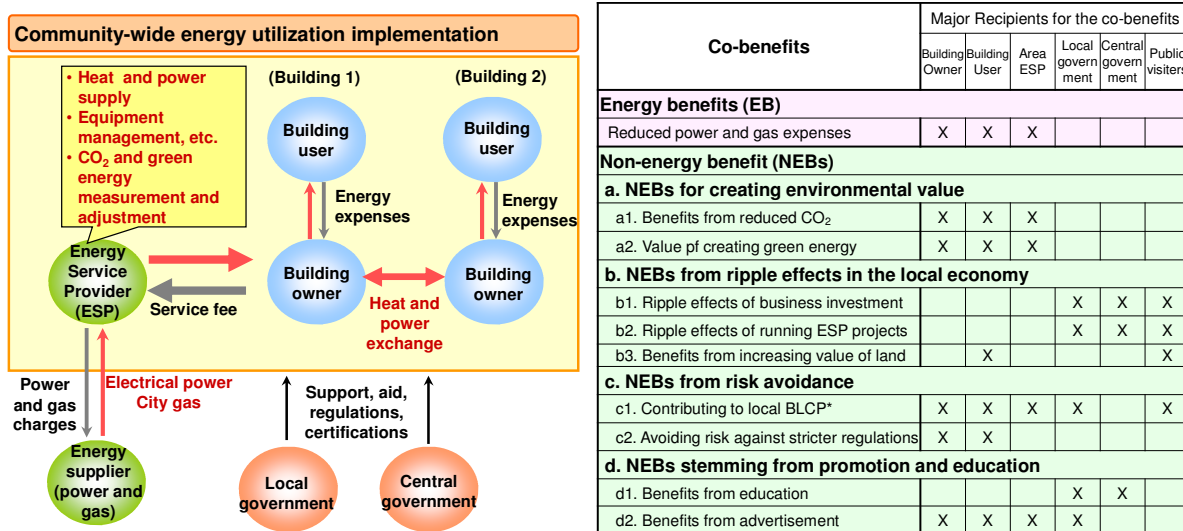 Community-wide energy utilization implementation
• Heat and power
supply
• Equipment
management, etc.
• CO₂ and green
energy
measurement and
adjustment
(Building 1)
(Building 2)
Building
user
Building
user
Energy
expenses
Energy
expenses
Energy
Service
Provider
(ESP)
Service fee
Building
owner
Building
owner
Heat and
power
exchange
Power
and gas
charges
Electrical power
City gas
Support, aid,
regulations,
certifications
Energy
supplier
(power and
gas)
Local
government
Central
government
Co-benefits
Major Recipients for the co-benefits
Building Owner
Building User
Area ESP
Local govern ment
Central govern ment
Public visiters
Energy benefits (EB)
Reduced power and gas expenses X X X
Non-energy benefit (NEBs)
a. NEBs for creating environmental value
a1. Benefits from reduced CO₂ X X X
a2. Value pf creating green energy X X X
b. NEBs from ripple effects in the local economy
b1. Ripple effects of business investment X X X
b2. Ripple effects of running ESP projects X X X
b3. Benefits from increasing value of land X X
c. NEBs from risk avoidance
c1. Contributing to local BLCP* X X X X X
c2. Avoiding risk against stricter regulations X X
d. NEBs stemming from promotion and education
d1. Benefits from education X X
d2. Benefits from advertisement X X X X